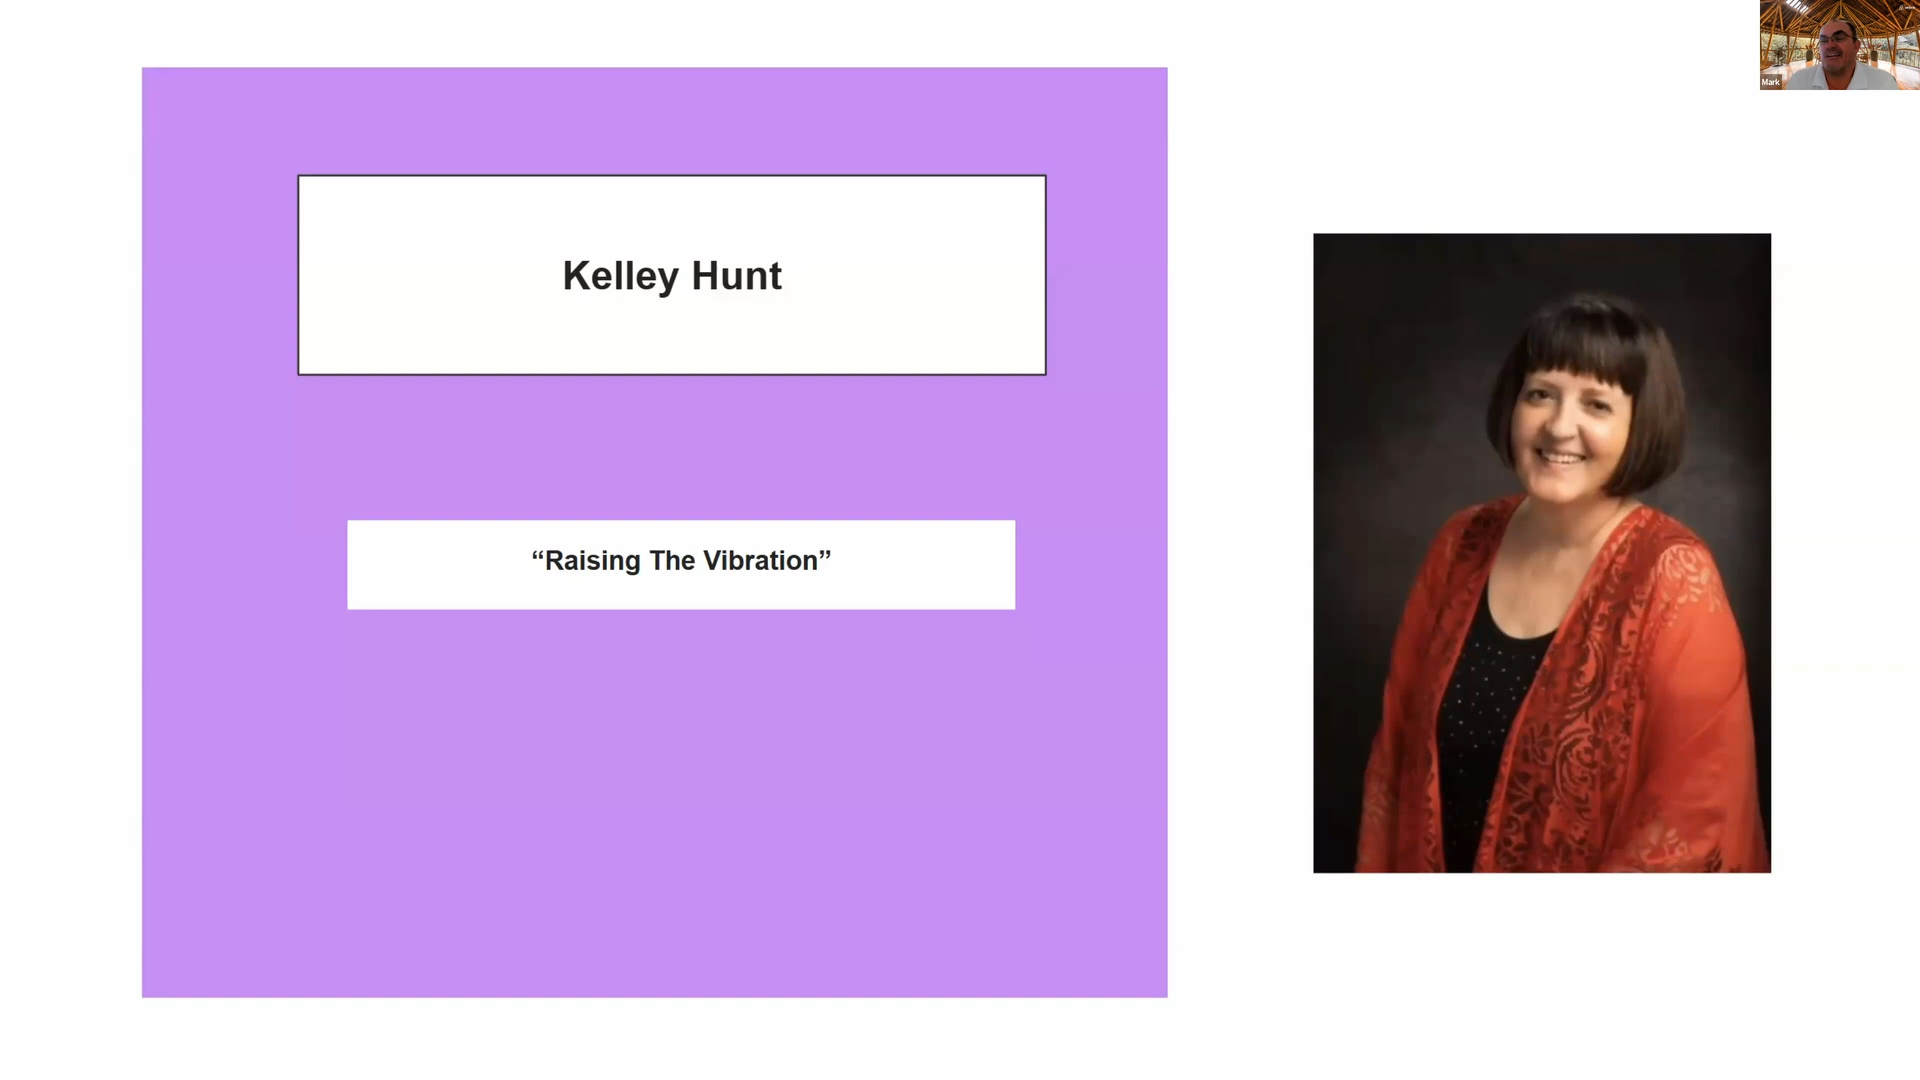 Kelley Hunt
“Raising The Vibration”
Mark